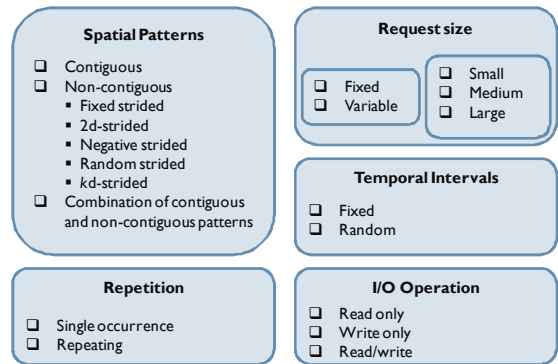 Spatial Patterns
❑ Contiguous
❑ Non-contiguous
▪ Fixed strided
▪ 2d-strided
▪ Negative strided
▪ Random strided
▪ kd-strided
❑ Combination of contiguous
and non-contiguous patterns
Request size
❑ Fixed
❑ Variable
❑ Small
❑ Medium
❑ Large
Temporal Intervals
❑ Fixed
❑ Random
Repetition
❑ Single occurrence
❑ Repeating
I/O Operation
❑ Read only
❑ Write only
❑ Read/write